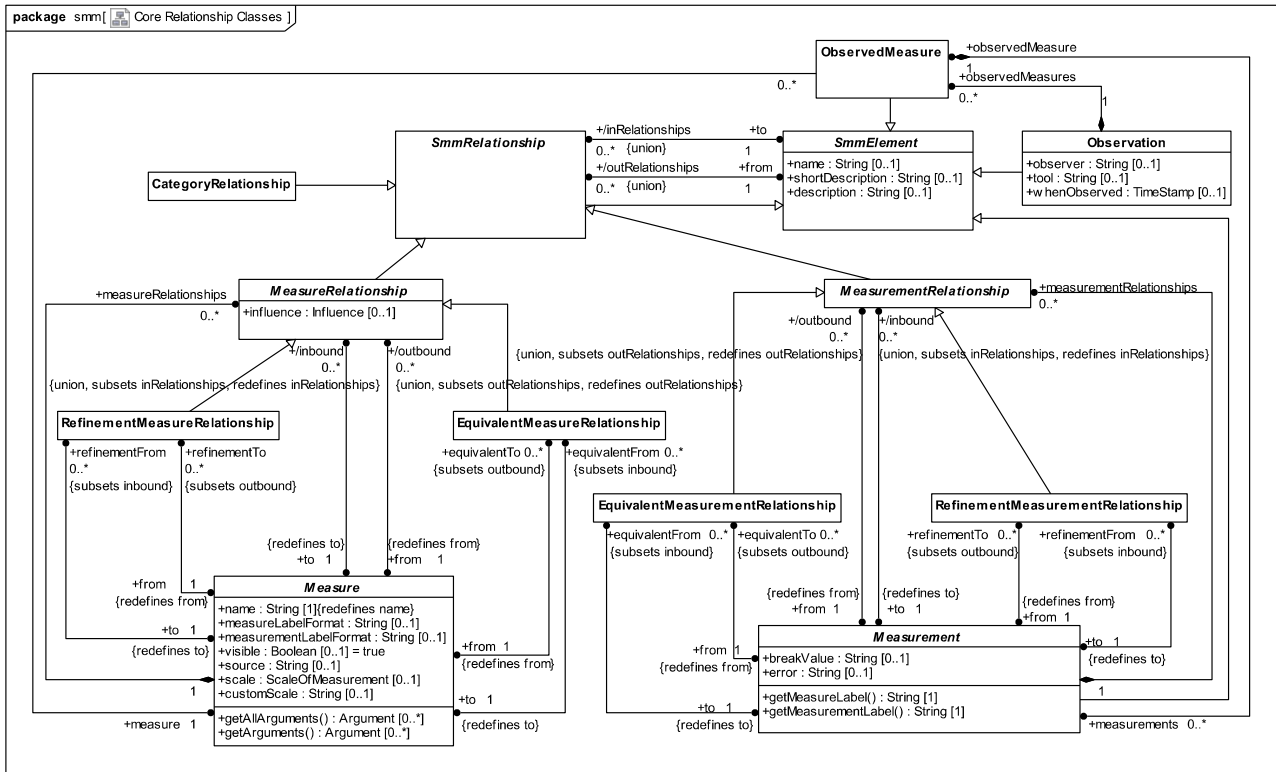 package smm[ Core Relationship Classes ]
ObservedMeasure
+observedMeasure
1
+observedMeasures
0..*
0..*
1
SmmRelationship
+/inRelationships
+to
0..*
{union}
1
+/outRelationships
+from
0..*
{union}
1
SmmElement
+name : String [0..1]
+shortDescription : String [0..1]
+description : String [0..1]
Observation
+observer : String [0..1]
+tool : String [0..1]
+whenObserved : TimeStamp [0..1]
CategoryRelationship
+measureRelationships
0..*
MeasureRelationship
+influence : Influence [0..1]
MeasurementRelationship
+measurementRelationships
0..*
+/inbound
0..*
+/outbound
0..*
{union, subsets inRelationships, redefines inRelationships}
{union, subsets outRelationships, redefines outRelationships}
+/outbound
0..*
+/inbound
0..*
{union, subsets outRelationships, redefines outRelationships}
{union, subsets inRelationships, redefines inRelationships}
RefinementMeasureRelationship
+refinementFrom
0..*
{subsets inbound}
+refinementTo
0..*
{subsets outbound}
EquivalentMeasureRelationship
+equivalentTo 0..*
{subsets outbound}
+equivalentFrom 0..*
{subsets inbound}
EquivalentMeasurementRelationship
+equivalentFrom 0..*
{subsets inbound}
+equivalentTo 0..*
{subsets outbound}
RefinementMeasurementRelationship
+refinementTo 0..*
{subsets outbound}
+refinementFrom 0..*
{subsets inbound}
{redefines to}
+to 1
{redefines from}
+from 1
+from 1
{redefines from}
+to 1
{redefines to}
1
+measure 1
Measure
+name : String [1]{redefines name}
+measureLabelFormat : String [0..1]
+measurementLabelFormat : String [0..1]
+visible : Boolean [0..1] = true
+source : String [0..1]
+scale : ScaleOfMeasurement [0..1]
+customScale : String [0..1]
+getAllArguments() : Argument [0..*]
+getArguments() : Argument [0..*]
+from 1
{redefines from}
+to 1
{redefines to}
{redefines from}
+from 1
{redefines to}
+to 1
{redefines from}
+from 1
+from 1
{redefines from}
+to 1
{redefines to}
Measurement
+breakValue : String [0..1]
+error : String [0..1]
+getMeasureLabel() : String [1]
+getMeasurementLabel() : String [1]
+to 1
{redefines to}
1
+measurements 0..*